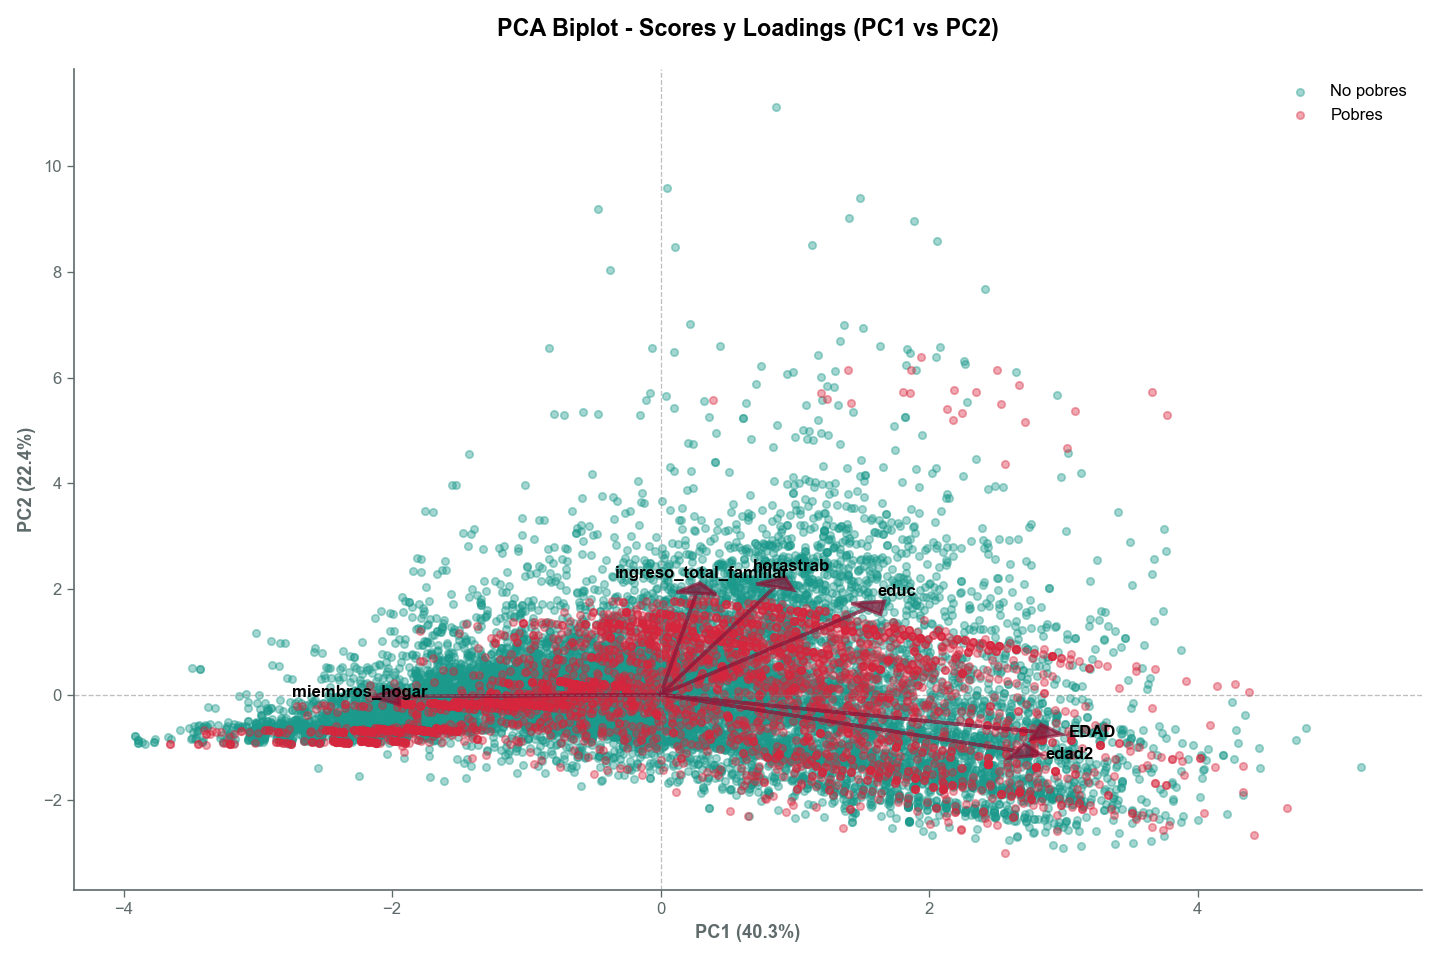 PCA Biplot - Scores y Loadings (PC1 vs PC2)
No pobres
Pobres
10
8
6
4
2
0
−2
PC2 (22.4%)
horastrab
ingreso_total_familiar
educ
miembros_hogar
EDAD
edad2
−4
−2
0
2
4
PC1 (40.3%)